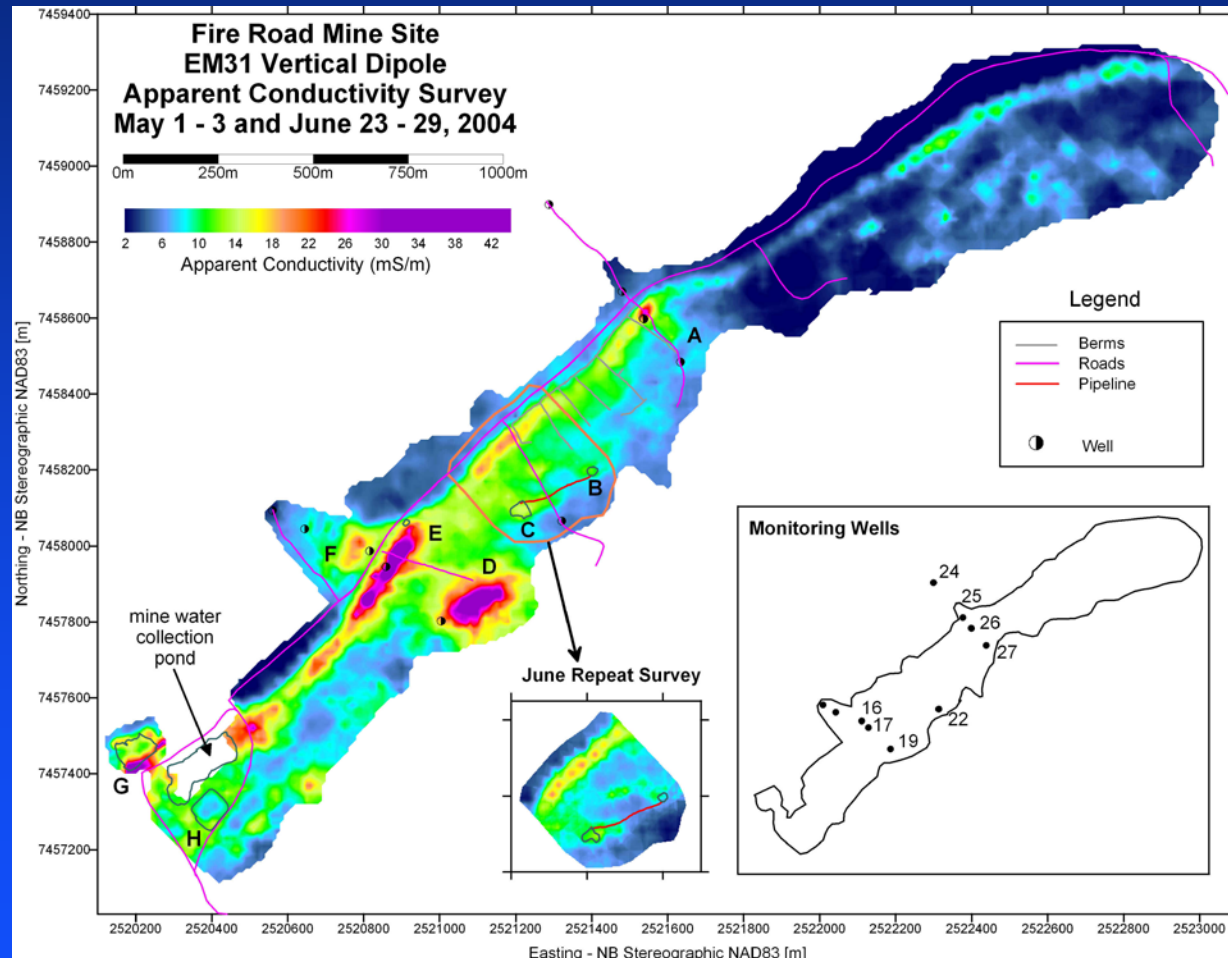 Fire Road Mine Site
EM31 Vertical Dipole
Apparent Conductivity Survey
May 1 - 3 and June 23 - 29, 2004
0m 250m 500m 750m 1000m
2 6 10 14 18 22 26 30 34 38 42
Apparent Conductivity (mS/m)
7459400
7459200
7459000
7458800
7458600
7458400
7458200
7458000
7457800
7457600
7457400
7457200
Northing - NB Stereographic NAD83 [m]
A
B
C
D
E
F
G
H
mine water
collection
pond
June Repeat Survey
Legend
Berms
Roads
Pipeline
Well
Monitoring Wells
24
25
26
27
16
17
22
19
2520200 2520400 2520600 2520800 2521000 2521200 2521400 2521600 2521800 2522000 2522200 2522400 2522600 2522800 2523000
Easting - NB Stereographic NAD83 [m]